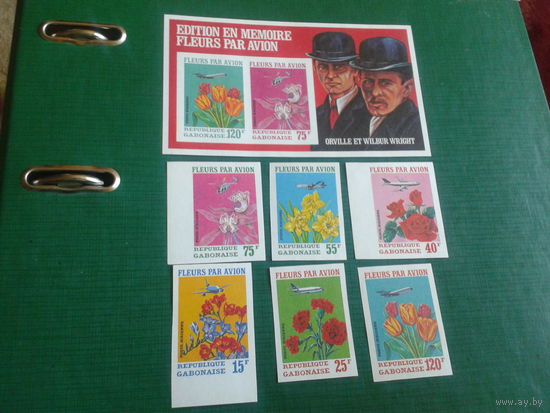 EDITION EN MEMOIRE
FLEURS PAR AVION
FLEURS PAR AVION
REPUBLIQUE
GABONAISE 120F
FLEURS PAR AVION
REPUBLIQUE
GABONAISE 75F
ORVILLE ET WILBUR WRIGHT
FLEURS PAR AVION
REPUBLIQUE
GABONAISE 75F
FLEURS PAR AVION
REPUBLIQUE
GABONAISE 55F
FLEURS PAR AVION
REPUBLIQUE
GABONAISE 40F
FLEURS PAR AVION
REPUBLIQUE
GABONAISE 15F
FLEURS PAR AVION
REPUBLIQUE
GABONAISE 25F
FLEURS PAR AVION
REPUBLIQUE
GABONAISE 120F
© www.ay.by